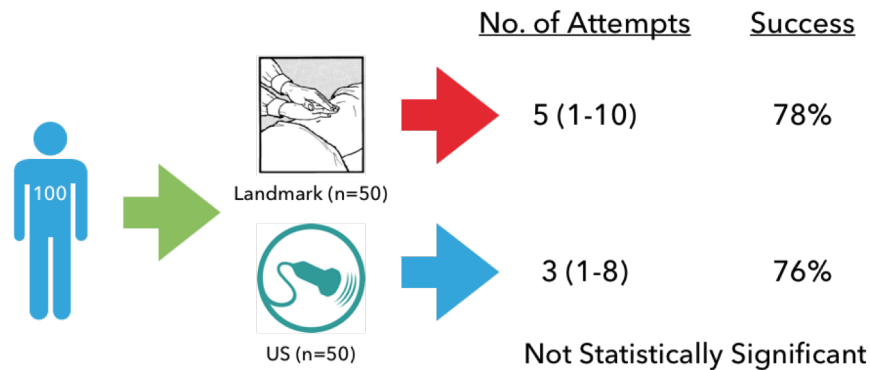 No. of Attempts Success
5 (1-10) 78%
100
Landmark (n=50)
3 (1-8) 76%
US (n=50)
Not Statistically Significant